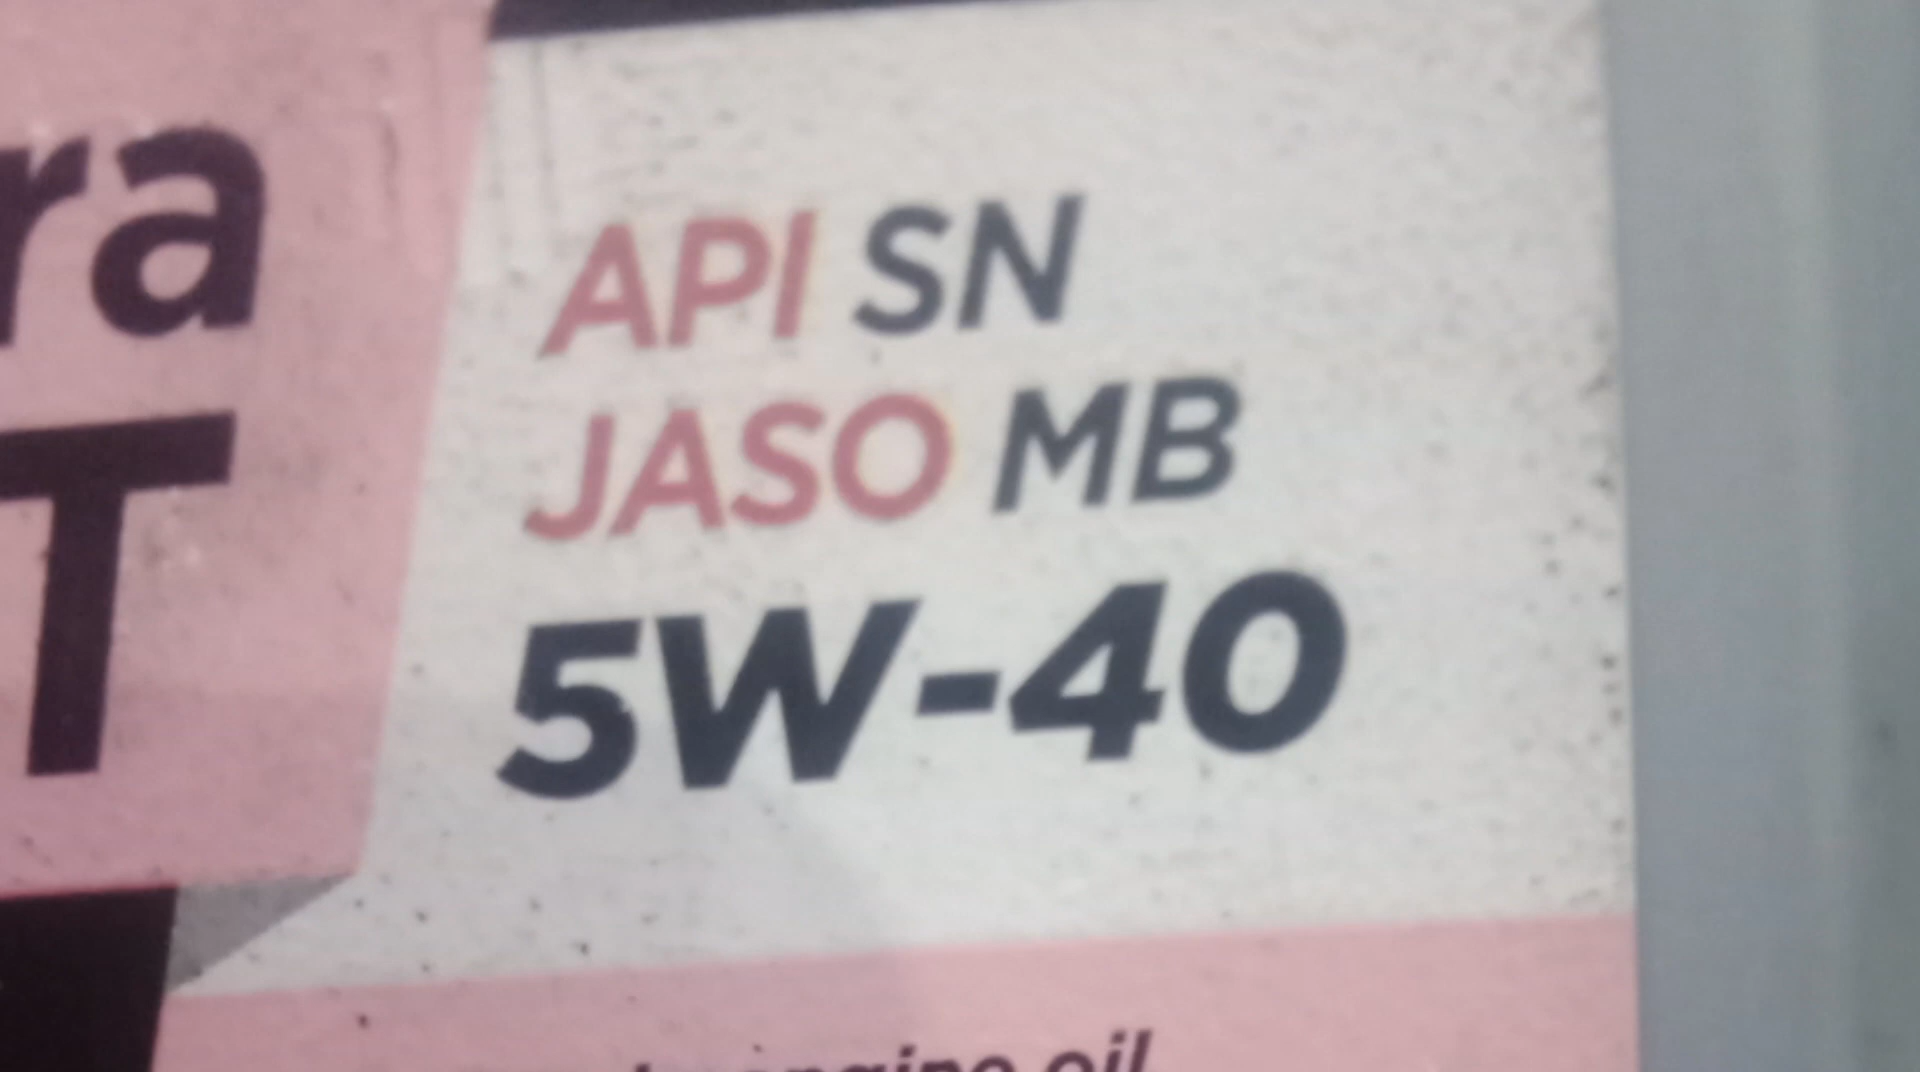 ra
T
API SN
JASO MB
5W-40
engine oil